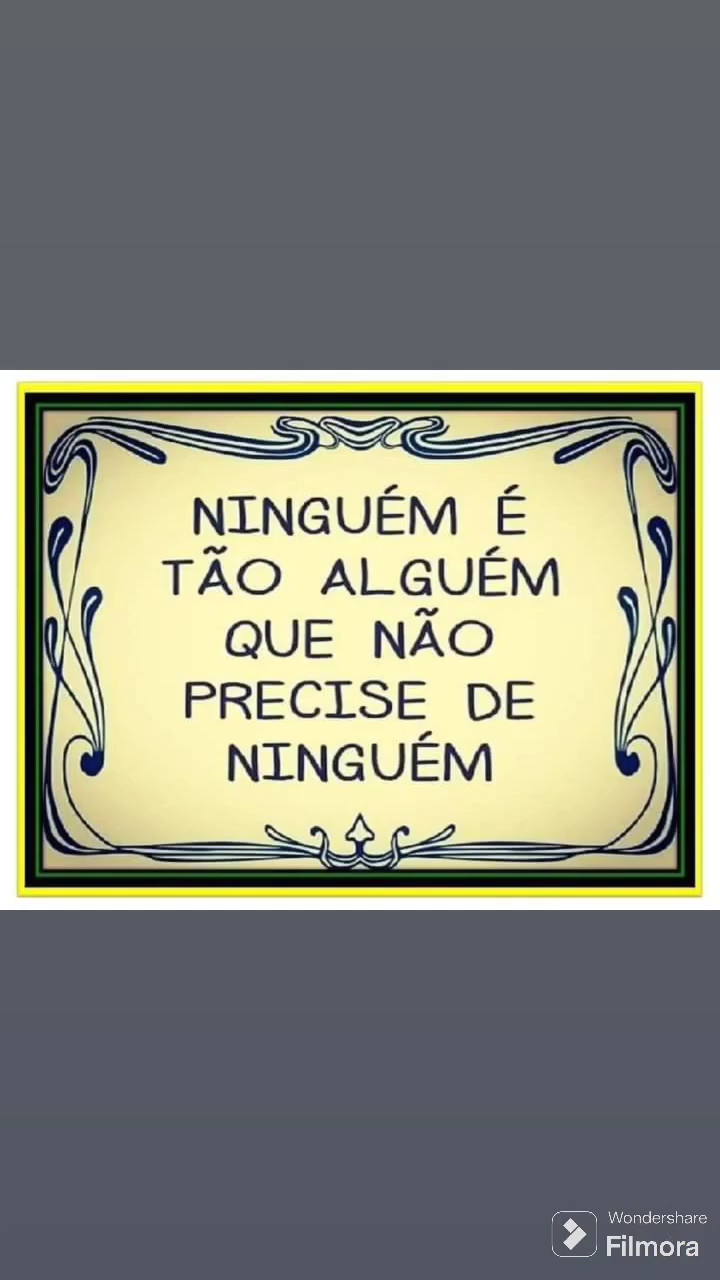 NINGUÉM É
TÃO ALGUÉM
QUE NÃO
PRECISE DE
NINGUÉM
Wondershare
Filmora